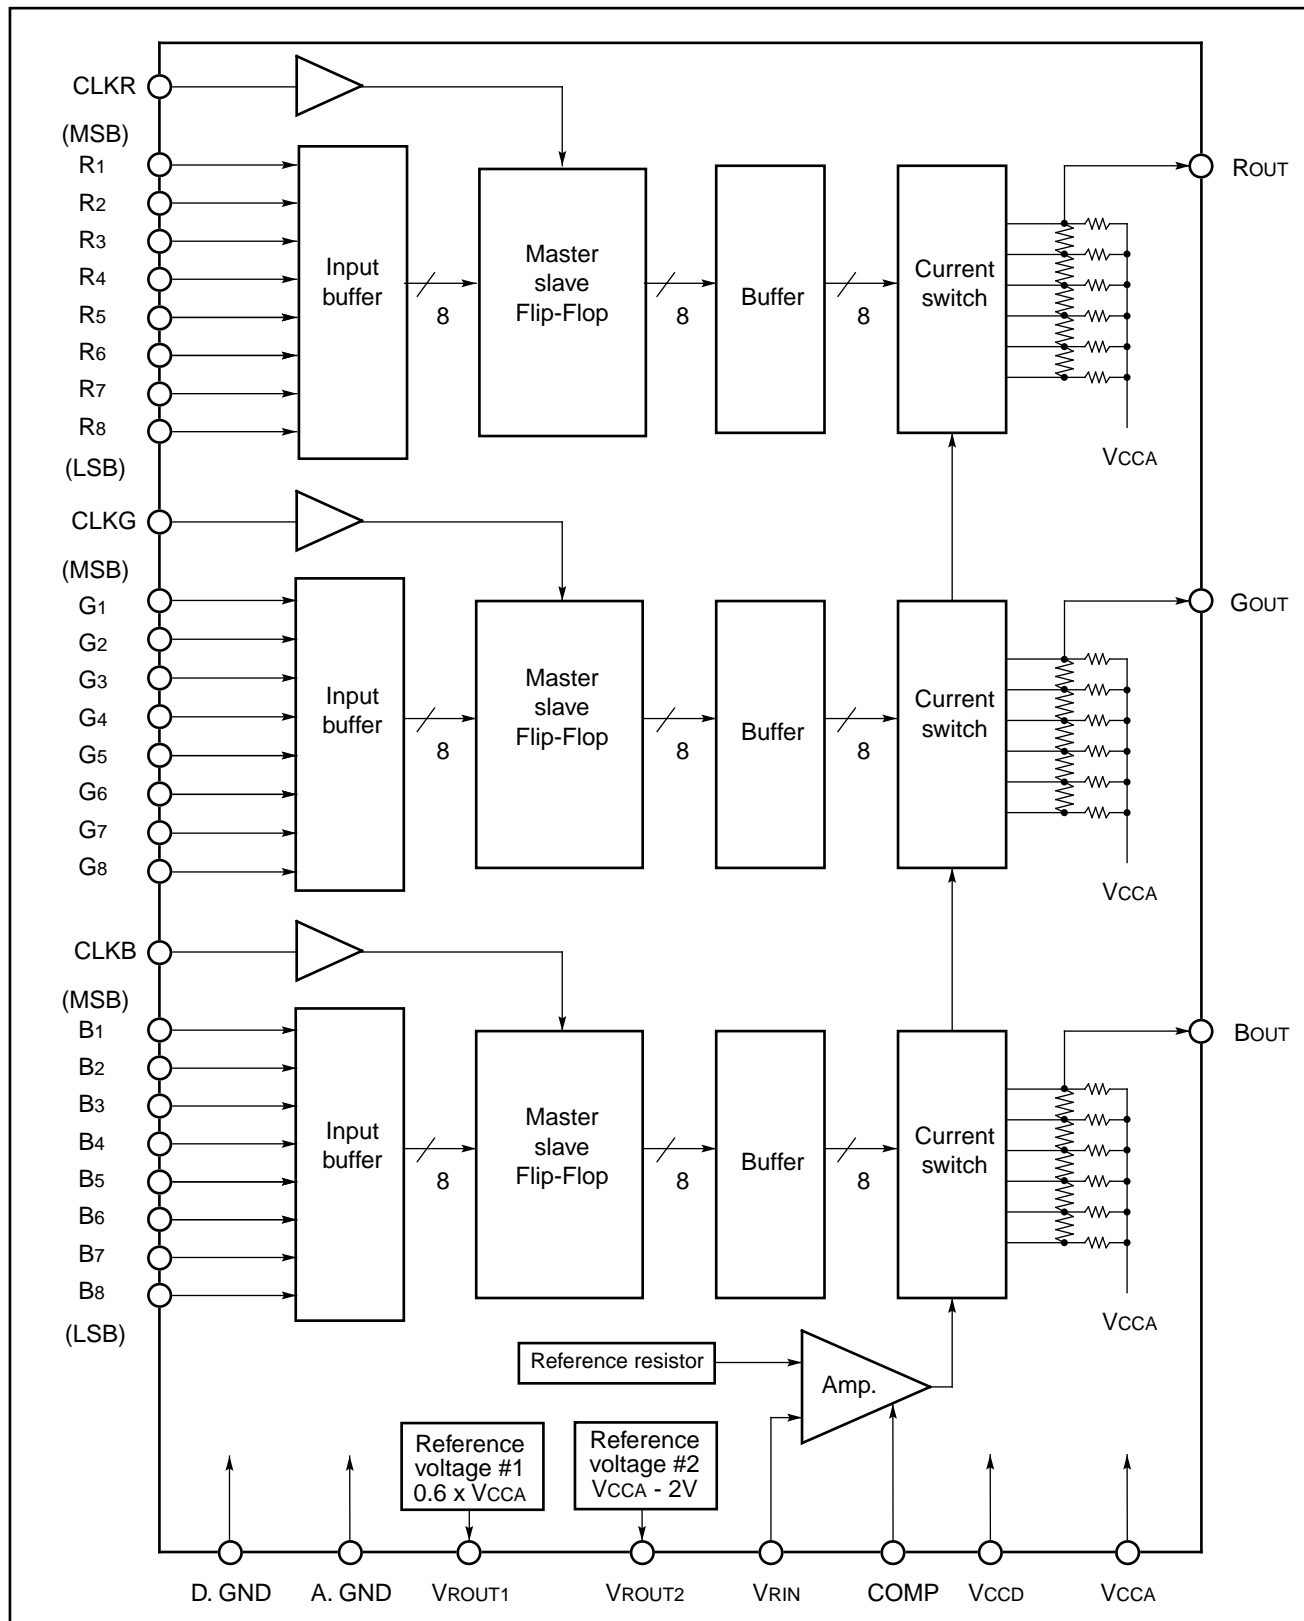 CLKR
(MSB)
R1
R2
R3
R4
R5
R6
R7
R8
(LSB)
Input
buffer
8
Master
slave
Flip-Flop
8
Buffer
8
Current
switch
ROUT
VCCA
CLKG
(MSB)
G1
G2
G3
G4
G5
G6
G7
G8
Input
buffer
8
Master
slave
Flip-Flop
8
Buffer
8
Current
switch
GOUT
VCCA
CLKB
(MSB)
B1
B2
B3
B4
B5
B6
B7
B8
(LSB)
Input
buffer
8
Master
slave
Flip-Flop
8
Buffer
8
Current
switch
BOUT
VCCA
Reference resistor
Amp.
Reference
voltage #1
0.6 x VCCA
Reference
voltage #2
VCCA - 2V
D. GND
A. GND
VROUT1
VROUT2
VRIN
COMP
VCCD
VCCA